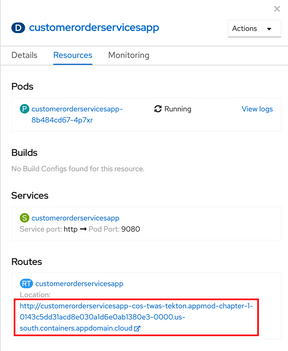 D customerorderservicesapp
Actions
Details Resources Monitoring
Pods
P customerorderservicesapp-
8b484cd67-4p7xr
Running
View logs
Builds
No Build Configs found for this resource.
Services
S customerorderservicesapp
Service port: http → Pod Port: 9080
Routes
RT customerorderservicesapp
Location:
http://customerorderservicesapp-cos-twas-tekton.appmod-chapter-1-
0143c5dd31acd8e030a1d6e0ab1380e3-0000.us-
south.containers.appdomain.cloud